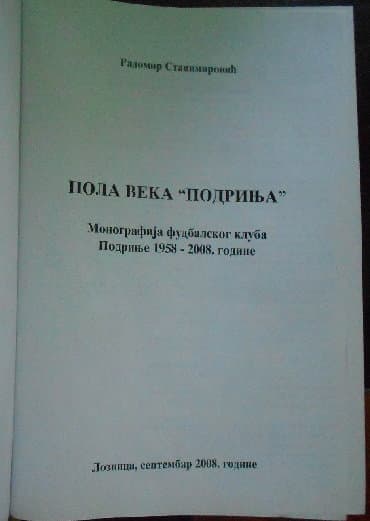 Радомир Станимировић
ПОЛА ВЕКА “ПОДРИЊА”
Монографија фудбалског клуба
Подриње 1958 - 2008. године
Лозница, септембар 2008. године